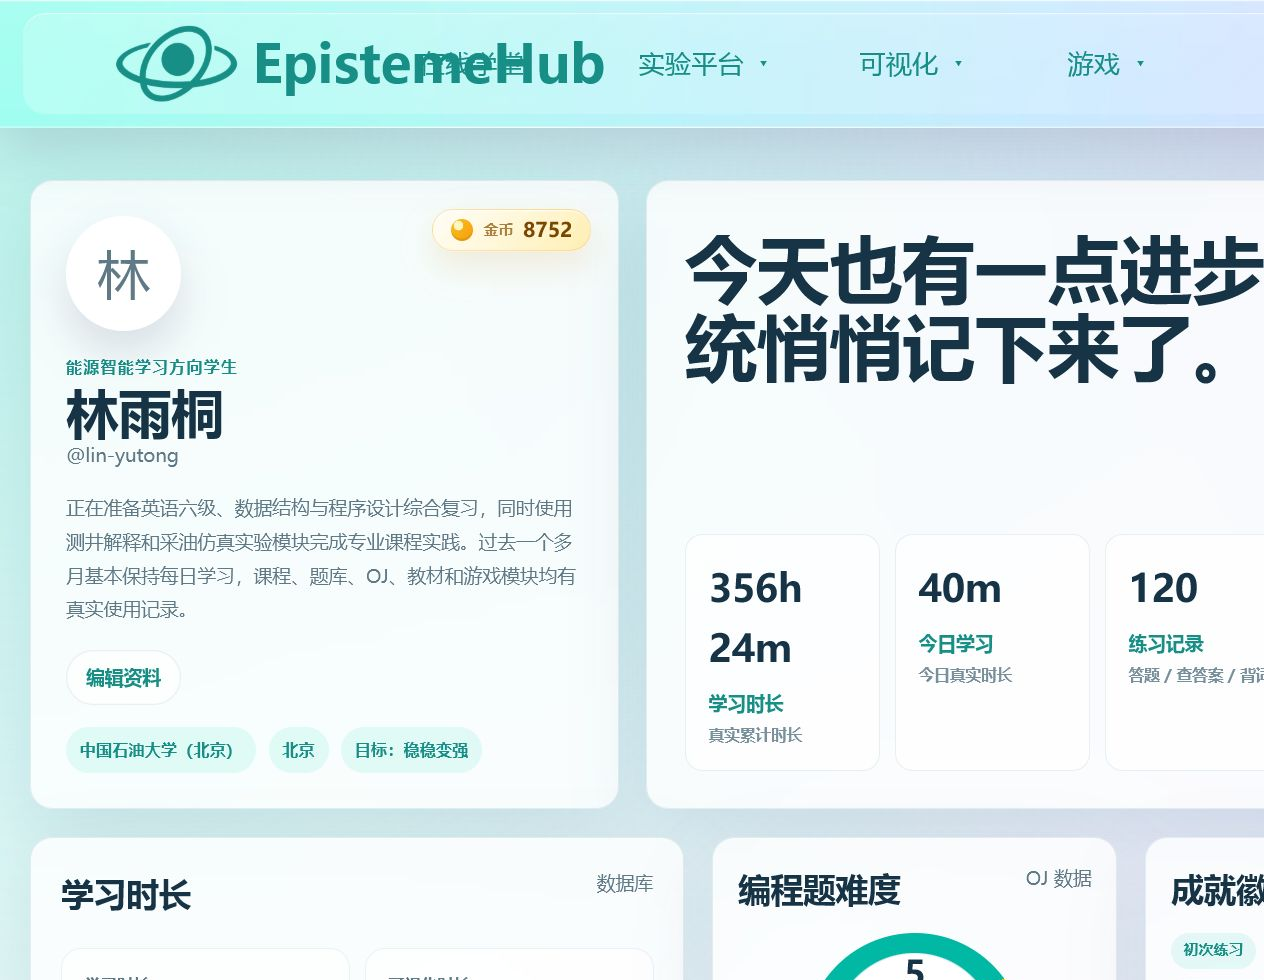 EpistemeHub
在线学堂
实验平台
可视化
游戏
林
金币 8752
能源智能学习方向学生
林雨桐
@lin-yutong
正在准备英语六级、数据结构与程序设计综合复习，同时使用
测井解释和采油仿真实验模块完成专业课程实践。过去一个多
月基本保持每日学习，课程、题库、OJ、教材和游戏模块均有
真实使用记录。
编辑资料
中国石油大学（北京）
北京
目标：稳稳变强
今天也有一点进步
统悄悄记下来了。
356h
24m
学习时长
真实累计时长
40m
今日学习
今日真实时长
120
练习记录
答题 / 查答案 / 背词
学习时长
数据库
编程题难度
OJ 数据
5
成就徽
初次练习